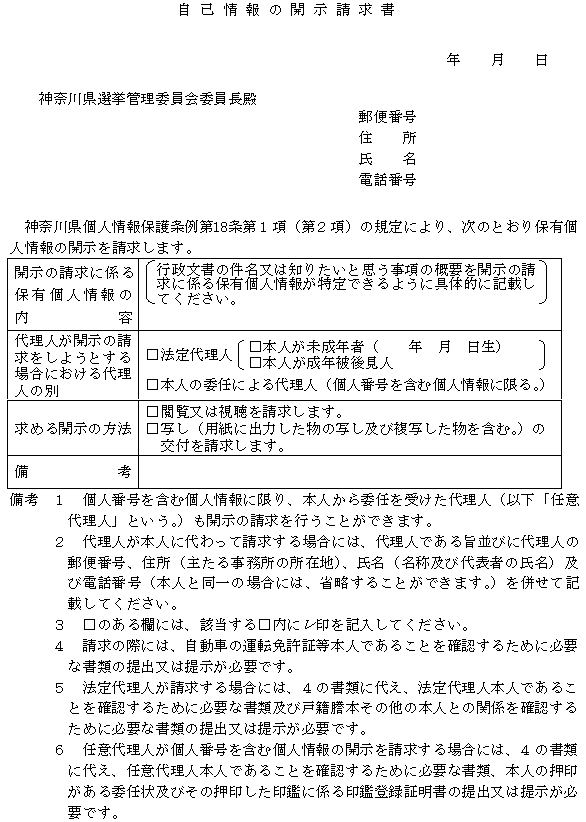 自己情報の開示請求書
年　　月　　日
神奈川県選挙管理委員会委員長殿
郵便番号
住　　所
氏　　名
電話番号
神奈川県個人情報保護条例第18条第１項（第２項）の規定により、次のとおり保有個
人情報の開示を請求します。
開示の請求に係る
保有個人情報の
内　　　　　　容
行政文書の件名又は知りたいと思う事項の概要を開示の請
求に係る保有個人情報が特定できるように具体的に記載し
てください。
代理人が開示の請
求をしようとする
場合における代理
人の別
□法定代理人
□本人が未成年者（　　年　月　日生）
□本人が成年被後見人
□本人の委任による代理人（個人番号を含む個人情報に限る。）
求める開示の方法
□閲覧又は視聴を請求します。
□写し（用紙に出力した物の写し及び複写した物を含む。）の
交付を請求します。
備　　　　　　考
備考　１　個人番号を含む個人情報に限り、本人から委任を受けた代理人（以下「任意
代理人」という。）も開示の請求を行うことができます。
２　代理人が本人に代わって請求する場合には、代理人である旨並びに代理人の
郵便番号、住所（主たる事務所の所在地）、氏名（名称及び代表者の氏名）及
び電話番号（本人と同一の場合には、省略することができます。）を併せて記
載してください。
３　□のある欄には、該当する□内にレ印を記入してください。
４　請求の際には、自動車の運転免許証等本人であることを確認するために必要
な書類の提出又は提示が必要です。
５　法定代理人が請求する場合には、４の書類に代え、法定代理人本人であるこ
とを確認するために必要な書類及び戸籍謄本その他の本人との関係を確認する
ために必要な書類の提出又は提示が必要です。
６　任意代理人が個人番号を含む個人情報の開示を請求する場合には、４の書類
に代え、任意代理人本人であることを確認するために必要な書類、本人の押印
がある委任状及びその押印した印鑑に係る印鑑登録証明書の提出又は提示が必
要です。